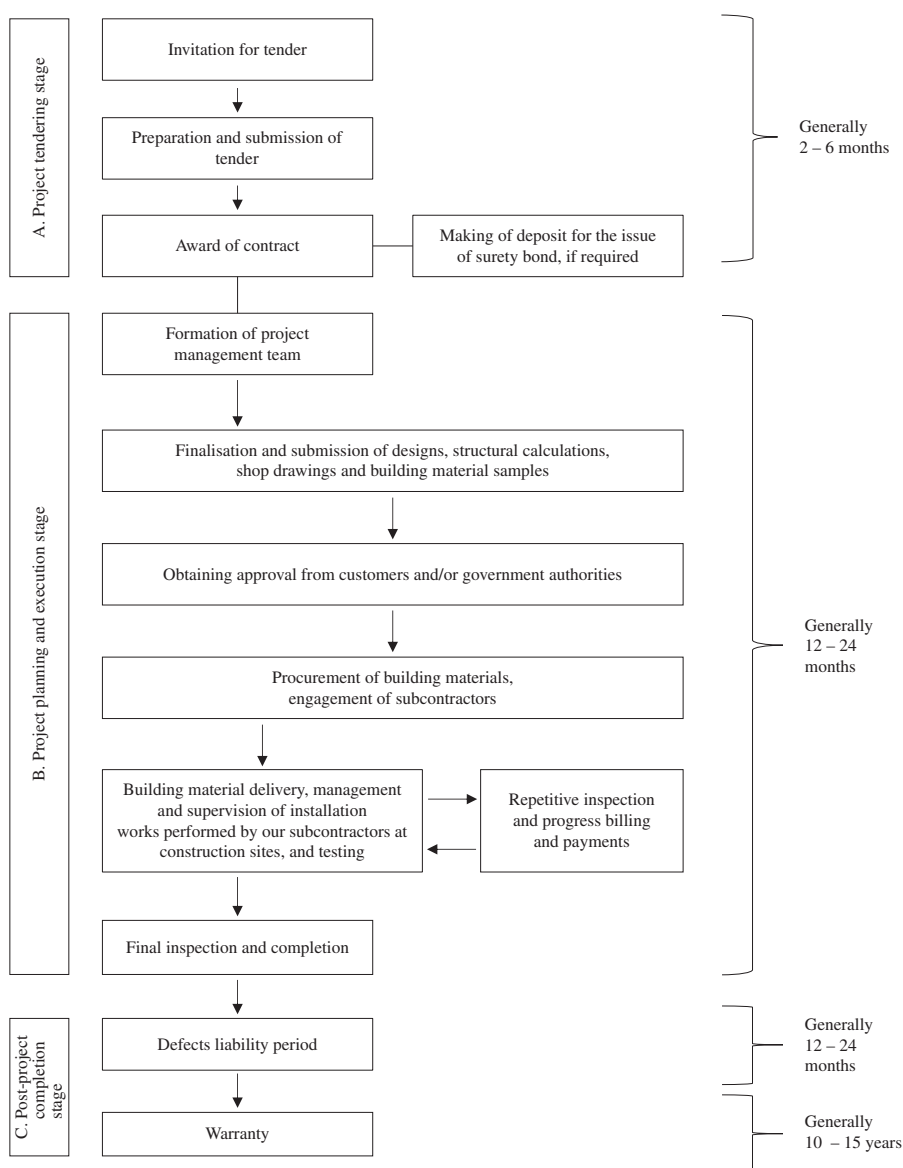 A. Project tendering stage
Invitation for tender
Preparation and submission of
tender
Award of contract
Making of deposit for the issue
of surety bond, if required
Generally
2 – 6 months
B. Project planning and execution stage
Formation of project
management team
Finalisation and submission of designs, structural calculations,
shop drawings and building material samples
Obtaining approval from customers and/or government authorities
Procurement of building materials,
engagement of subcontractors
Building material delivery, management
and supervision of installation
works performed by our subcontractors at
construction sites, and testing
Repetitive inspection
and progress billing
and payments
Final inspection and completion
Generally
12 – 24
months
C. Post-project
completion
stage
Defects liability period
Generally
12 – 24
months
Warranty
Generally
10 – 15 years